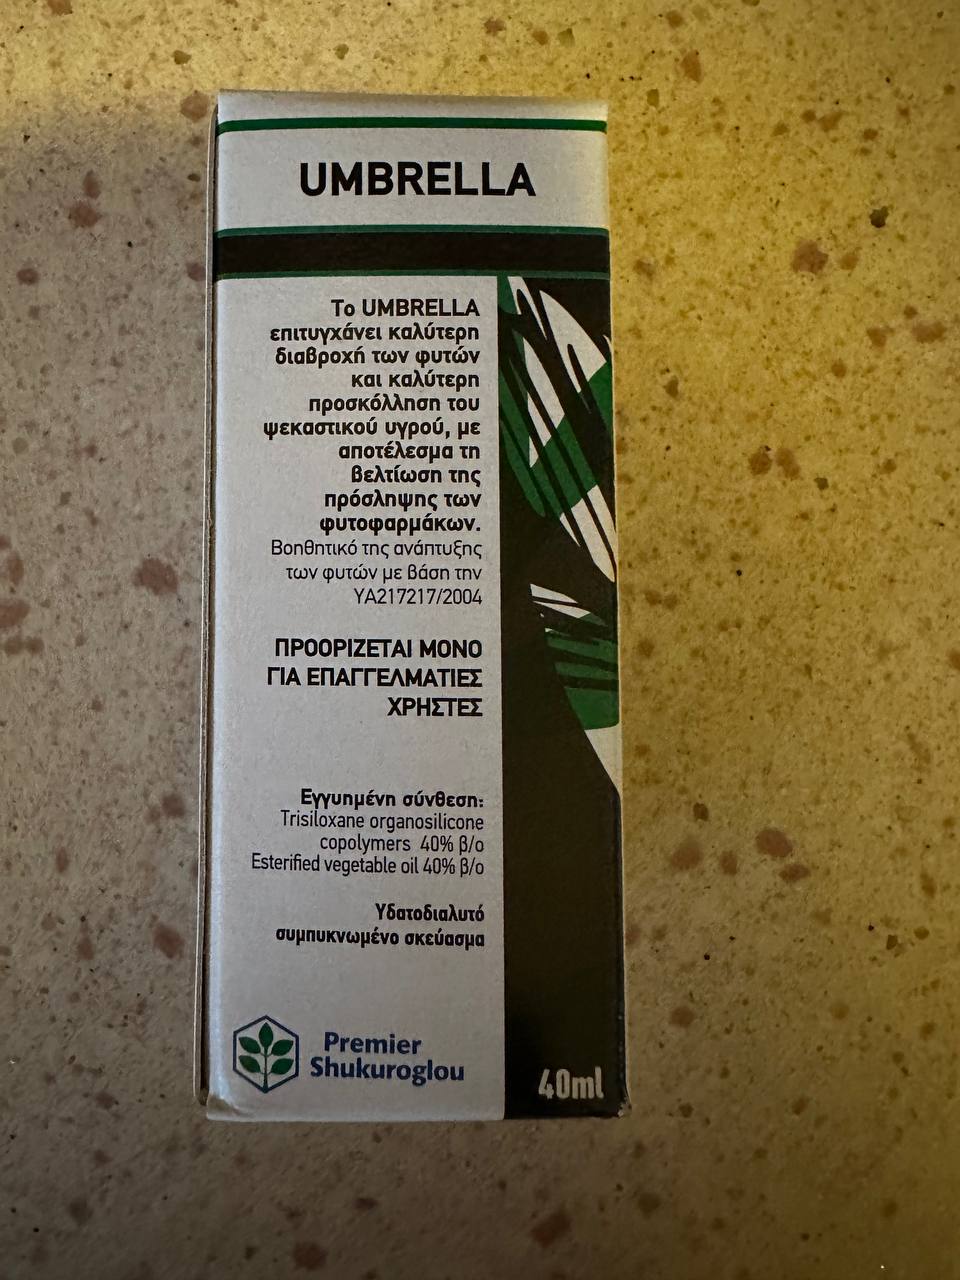 UMBRELLA
Το UMBRELLA
επιτυγχάνει καλύτερη
διαβροχή των φυτών
και καλύτερη
προσκόλληση του
ψεκαστικού υγρού, με
αποτέλεσμα τη
βελτίωση της
πρόσληψης των
φυτοφαρμάκων.
Βοηθητικό της ανάπτυξης
των φυτών με βάση την
ΥΑ217217/2004
ΠΡΟΟΡΙΖΕΤΑΙ ΜΟΝΟ
ΓΙΑ ΕΠΑΓΓΕΛΜΑΤΙΕΣ
ΧΡΗΣΤΕΣ
Εγγυημένη σύνθεση:
Trisiloxane organosilicone
copolymers 40% β/ο
Esterified vegetable oil 40% β/ο
Υδατοδιαλυτό
συμπυκνωμένο σκεύασμα
Premier
Shukuroglou
40ml